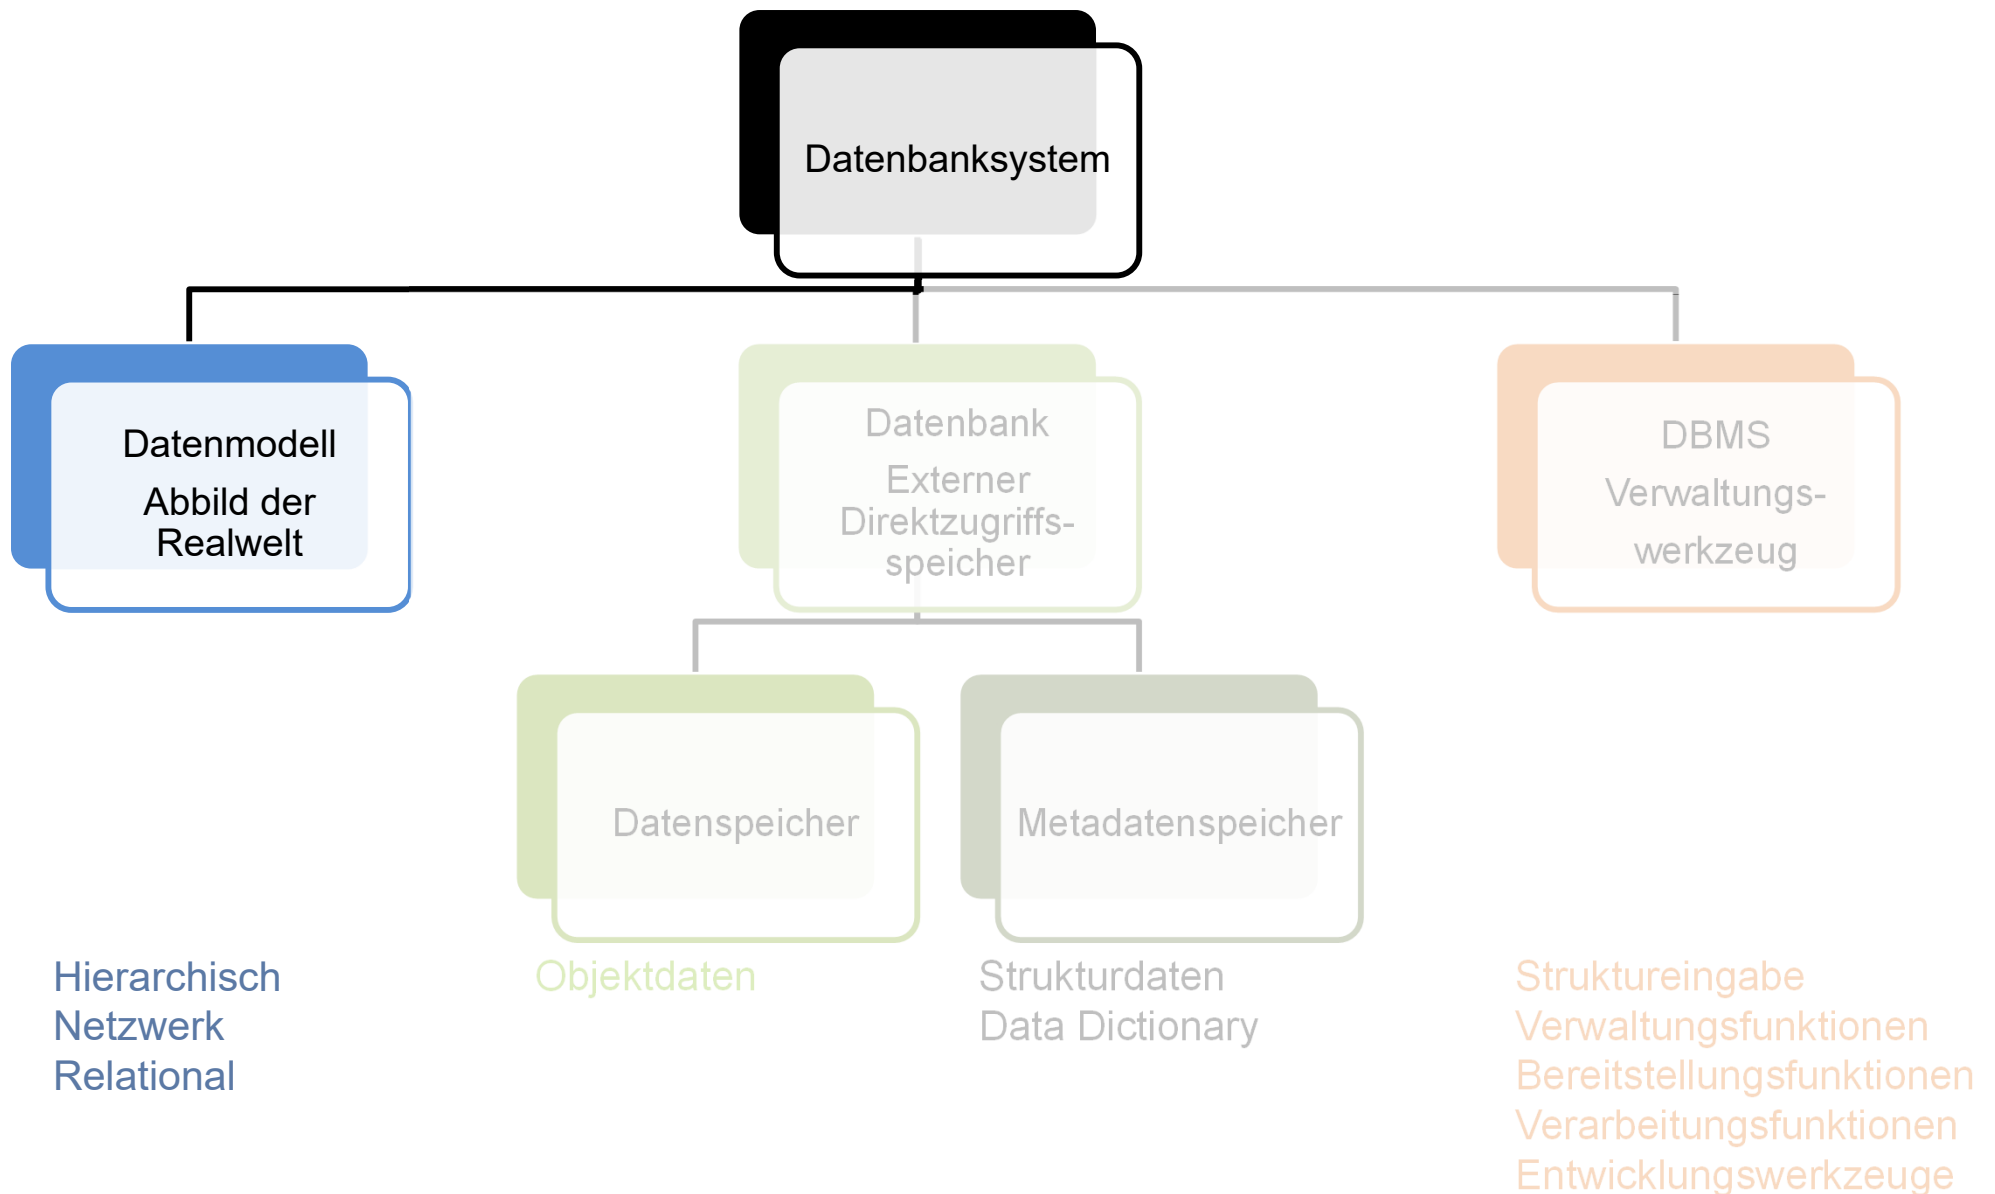 Datenbanksystem
Datenmodell
Abbild der
Realwelt
Datenbank
Externer
Direktzugriffs-
speicher
DBMS
Verwaltungs-
werkzeug
Datenspeicher
Metadatenspeicher
Hierarchisch
Netzwerk
Relational
Objektdaten
Strukturdaten
Data Dictionary
Struktureingabe
Verwaltungsfunktionen
Bereitstellungsfunktionen
Verarbeitungsfunktionen
Entwicklungswerkzeuge